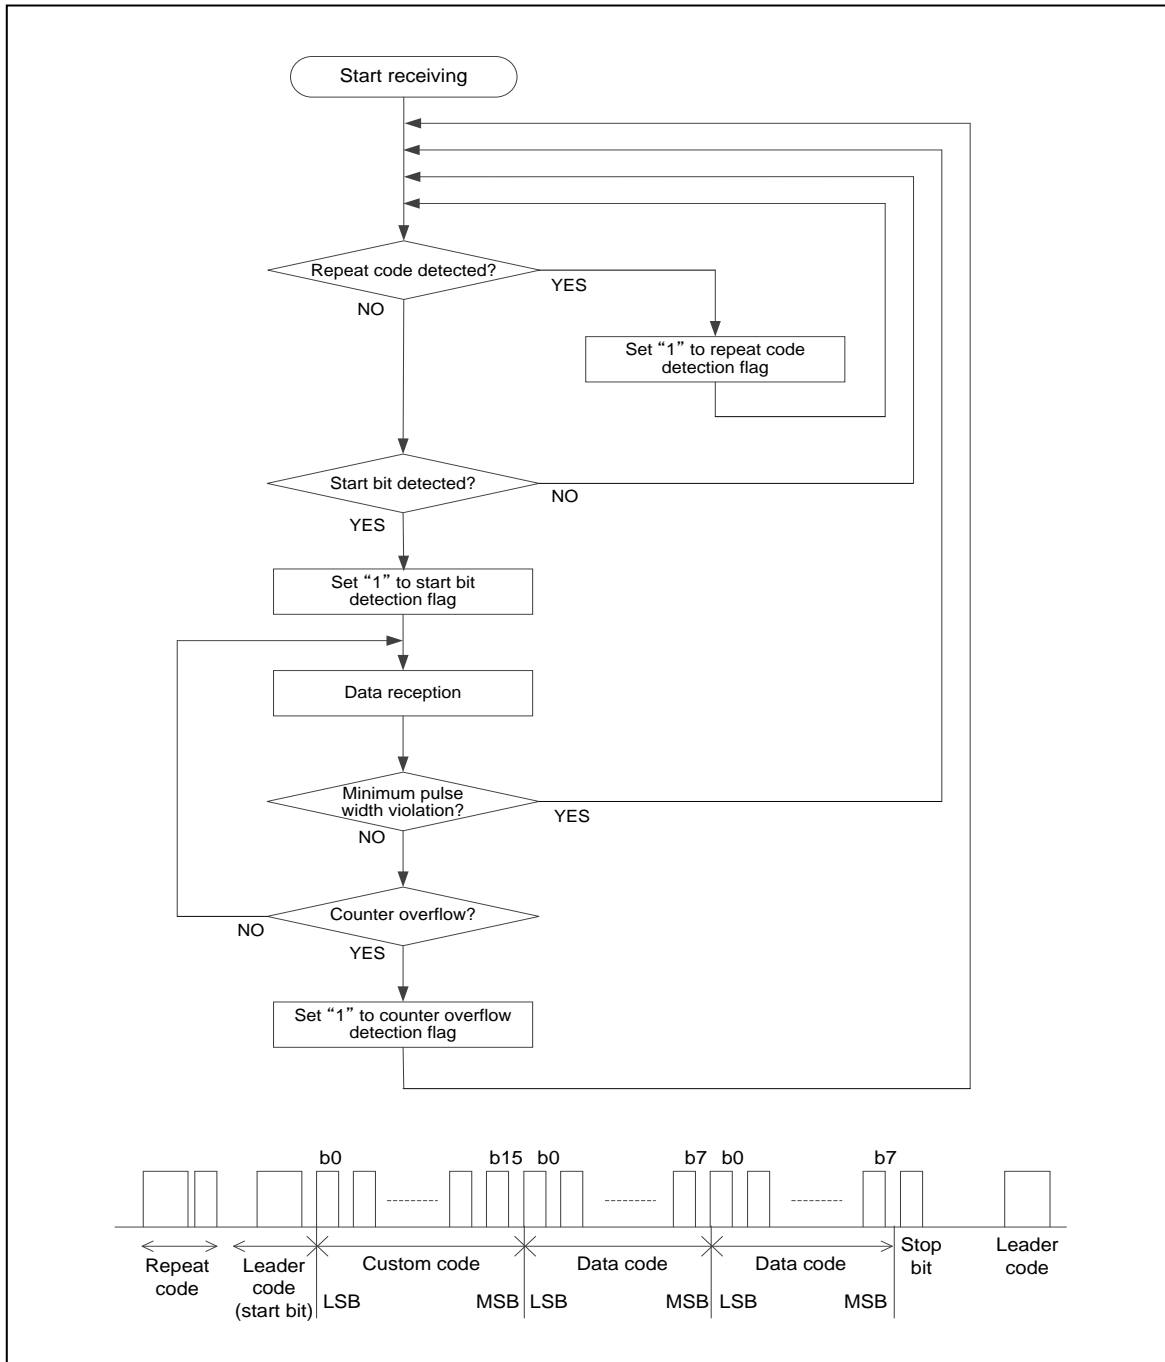 Start receiving
Repeat code detected?
YES
NO
Set “1” to repeat code
detection flag
Start bit detected?
NO
YES
Set “1” to start bit
detection flag
Data reception
Minimum pulse
width violation?
YES
NO
Counter overflow?
NO
YES
Set “1” to counter overflow
detection flag
b0 b15 b0 b7 b0 b7
Repeat
code
Leader
code
(start bit)
Custom code
Data code
Data code
Stop
bit
Leader
code
LSB MSB LSB MSB LSB MSB